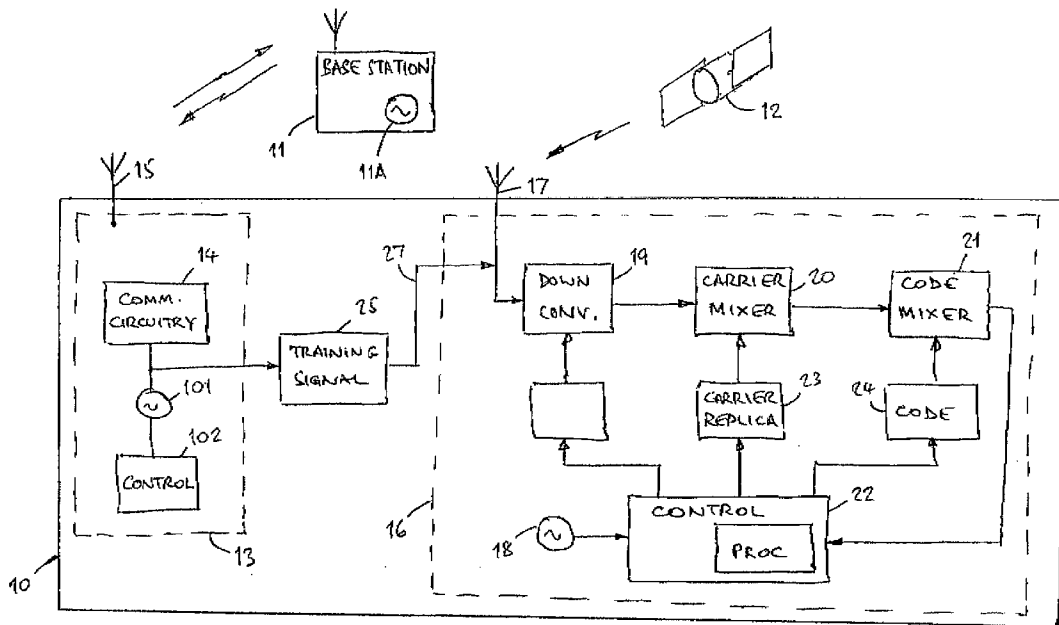 BASE STATION
11
11A
12
15
17
14
COMM.
CIRCUITRY
101
102
CONTROL
13
10
25
TRAINING
SIGNAL
27
16
DOWN
CONV.
19
CARRIER
MIXER
20
21
CODE
MIXER
CARRIER
REPLICA
23
24
CODE
18
CONTROL
22
PROC